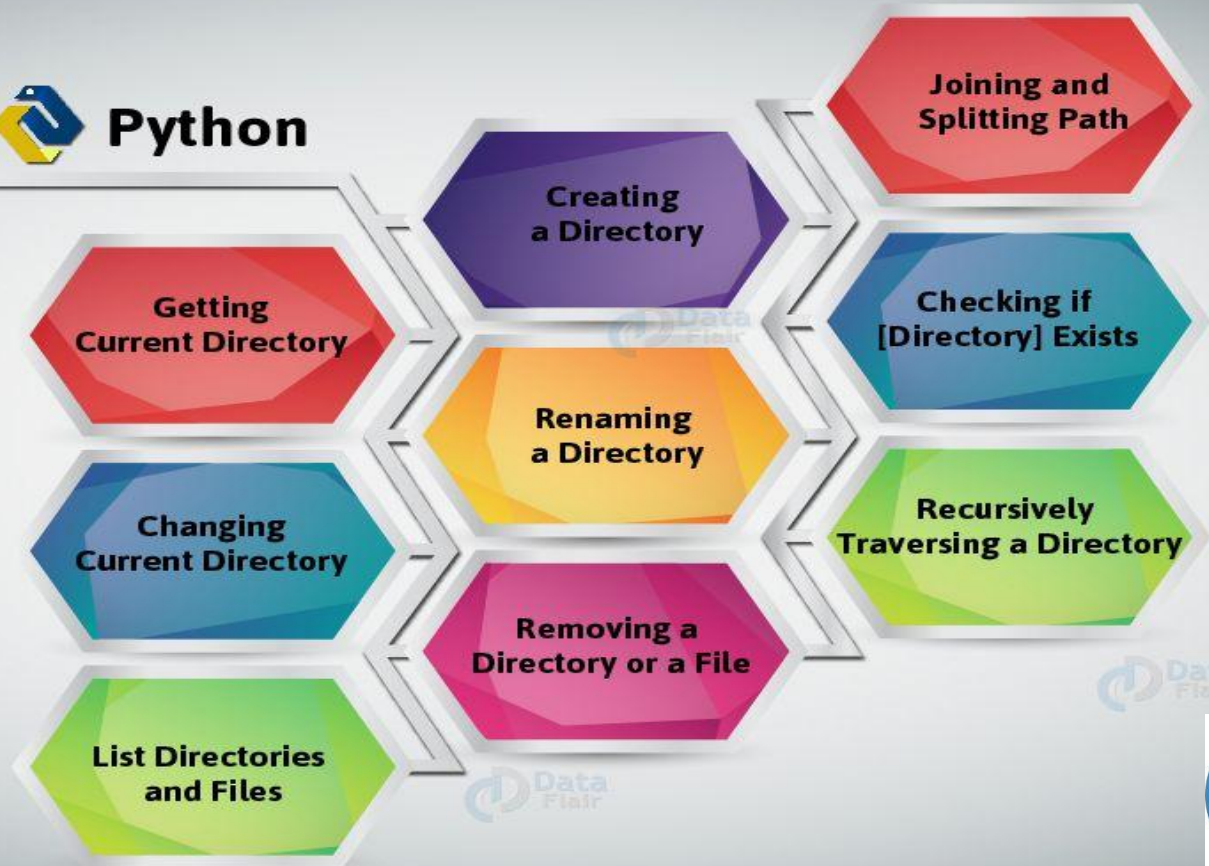 Python
Getting
Current Directory
Changing
Current Directory
List Directories
and Files
Creating
a Directory
Renaming
a Directory
Removing a
Directory or a File
Joining and
Splitting Path
Checking if
[Directory] Exists
Recursively
Traversing a Directory
Data
Flair
Data
Flair